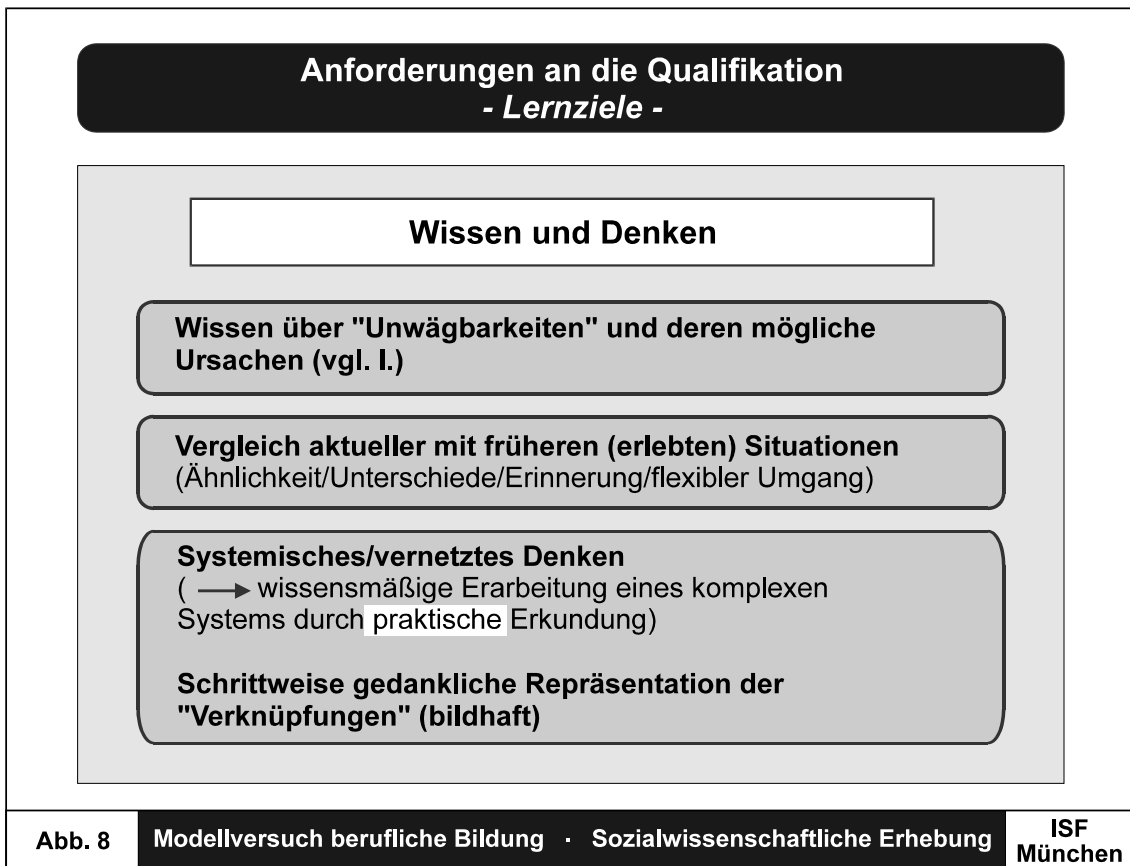 Anforderungen an die Qualifikation
- Lernziele -
Wissen und Denken
Wissen über "Unwägbarkeiten" und deren mögliche
Ursachen (vgl. I.)
Vergleich aktueller mit früheren (erlebten) Situationen
(Ähnlichkeit/Unterschiede/Erinnerung/flexibler Umgang)
Systemisches/vernetztes Denken
( → wissensmäßige Erarbeitung eines komplexen
Systems durch praktische Erkundung)
Schrittweise gedankliche Repräsentation der
"Verknüpfungen" (bildhaft)
Abb. 8
Modellversuch berufliche Bildung · Sozialwissenschaftliche Erhebung
ISF
München